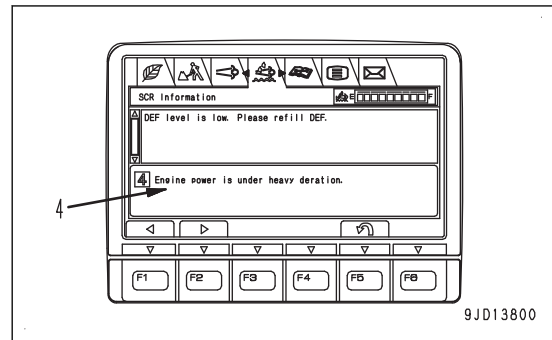 SCR Information
E F
DEF level is low. Please refill DEF.
4 Engine power is under heavy deration.
4
F1 F2 F3 F4 F5 F6
9JD13800